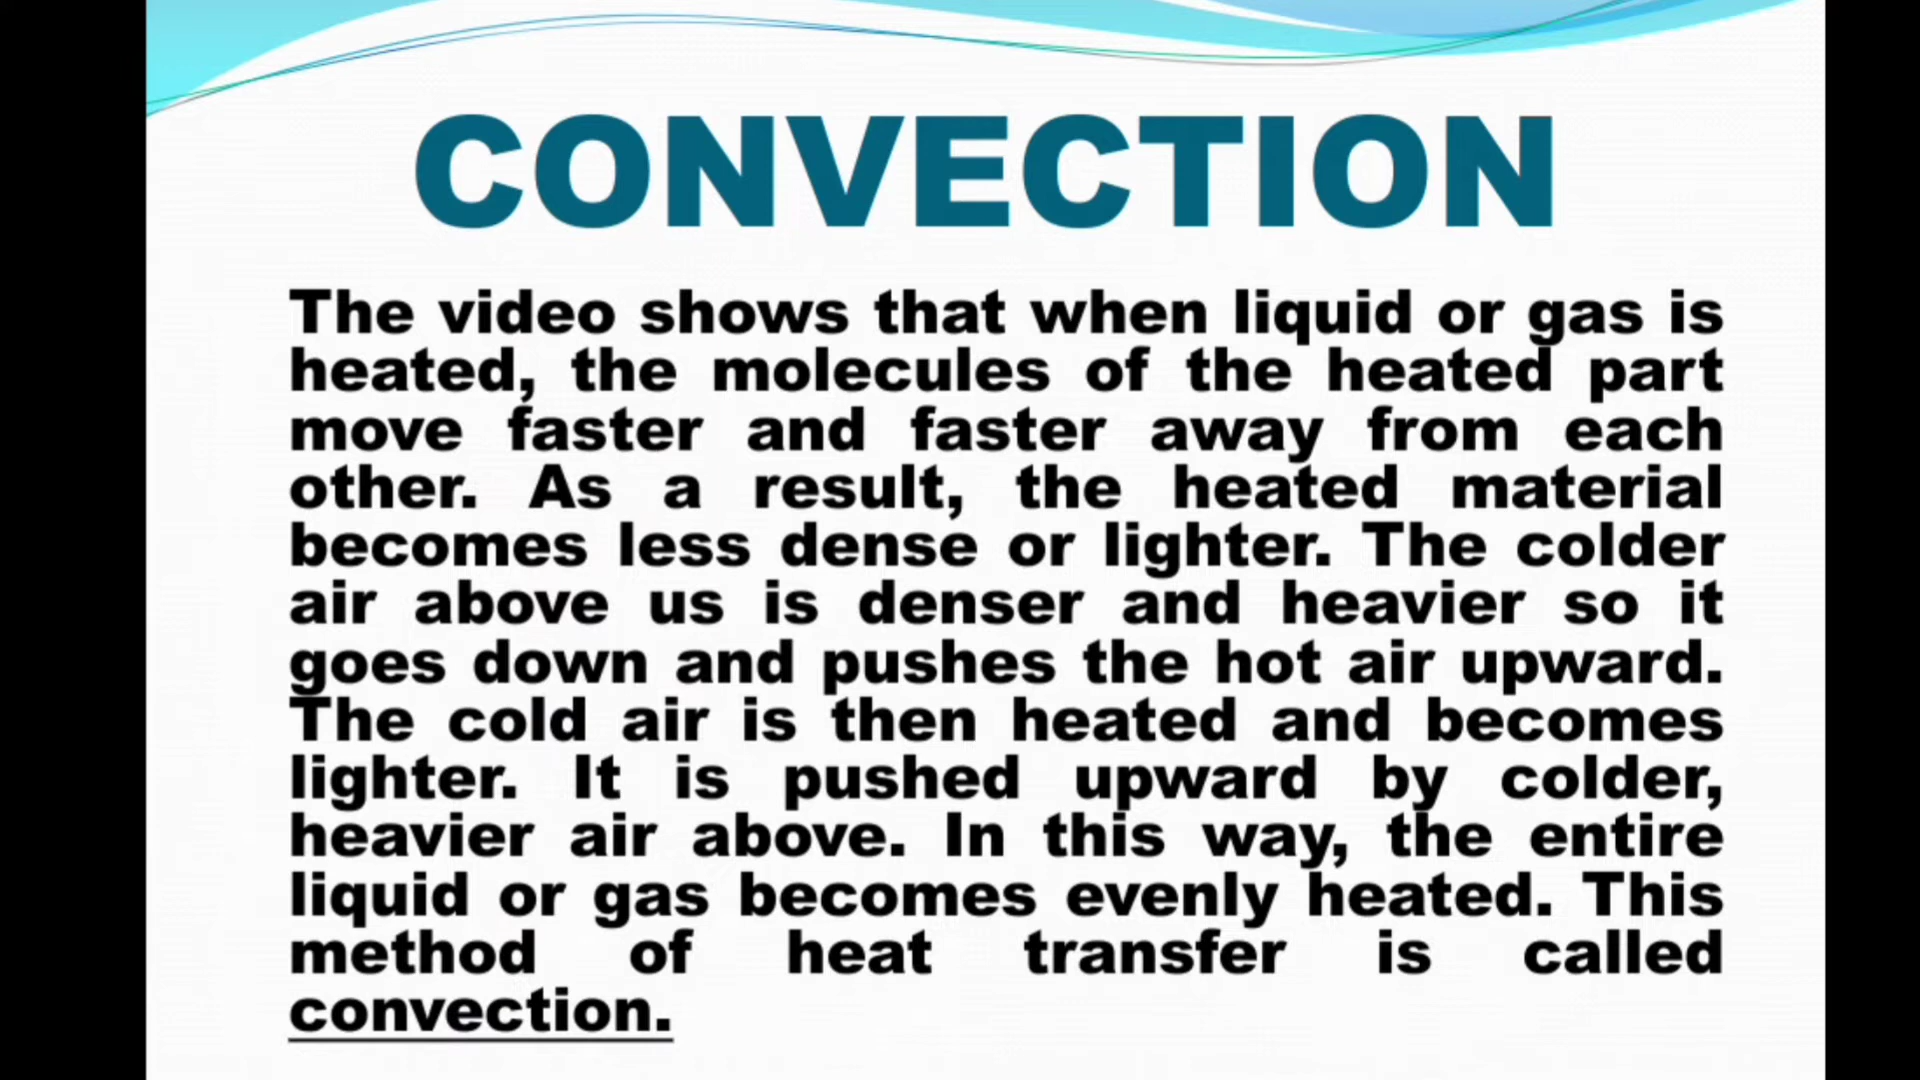 CONVECTION
The video shows that when liquid or gas is
heated, the molecules of the heated part
move faster and faster away from each
other. As a result, the heated material
becomes less dense or lighter. The colder
air above us is denser and heavier so it
goes down and pushes the hot air upward.
The cold air is then heated and becomes
lighter. It is pushed upward by colder,
heavier air above. In this way, the entire
liquid or gas becomes evenly heated. This
method of heat transfer is called
convection.